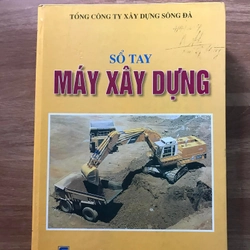 TỔNG CÔNG TY XÂY DỰNG SÔNG ĐÀ
SỔ TAY
MÁY XÂY DỰNG